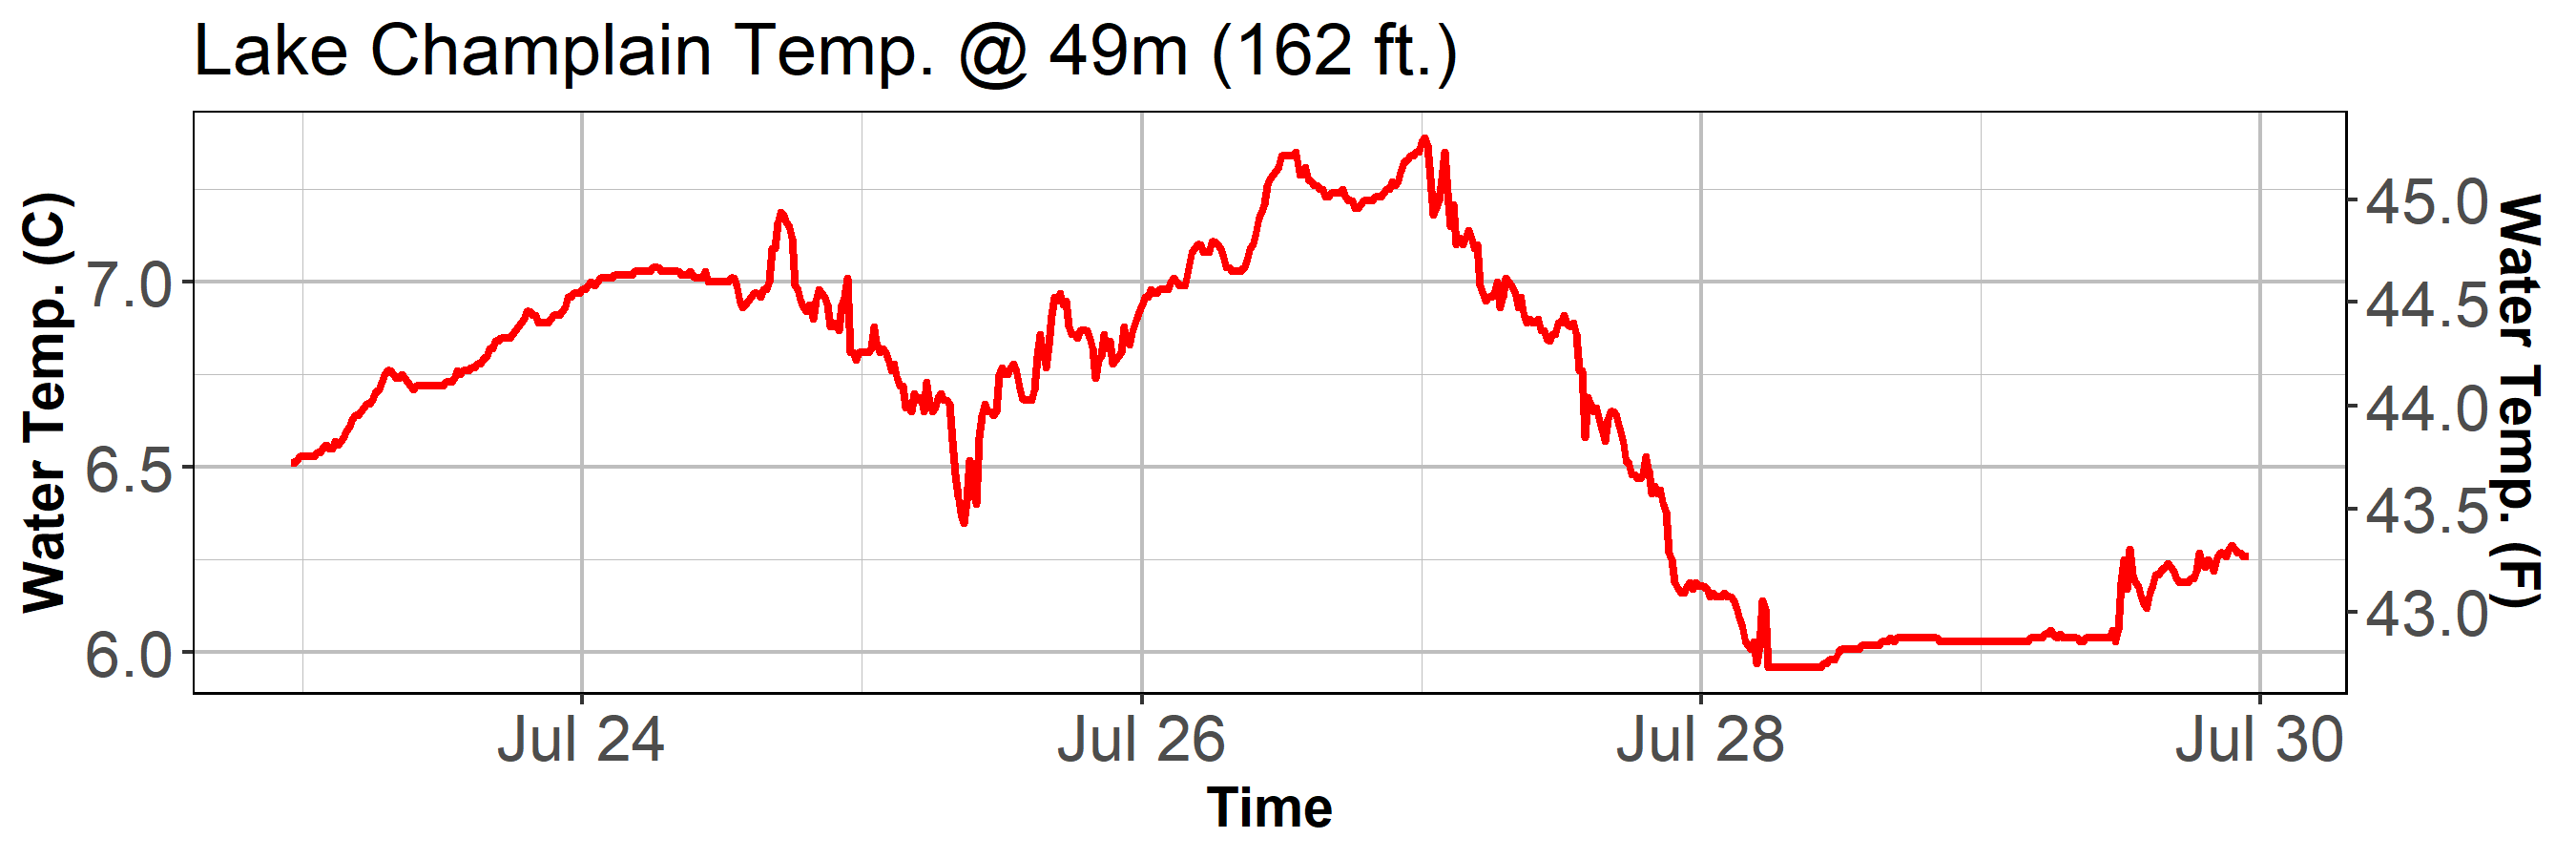 Lake Champlain Temp. @ 49m (162 ft.)
Water Temp. (C)
7.0
6.5
6.0
45.0
44.5
44.0
43.5
43.0
Water Temp. (F)
Jul 24
Jul 26
Jul 28
Jul 30
Time